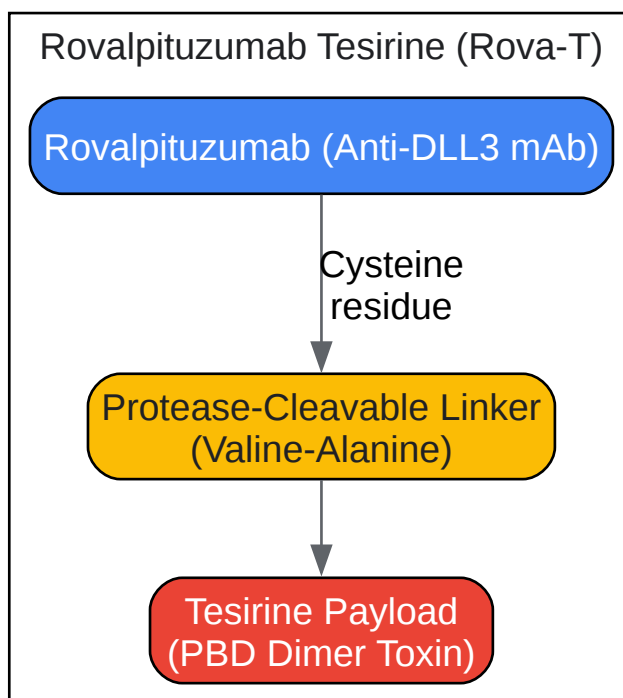 Rovalpituzumab Tesirine (Rova-T)
Rovalpituzumab (Anti-DLL3 mAb)
Cysteine
residue
Protease-Cleavable Linker
(Valine-Alanine)
Tesirine Payload
(PBD Dimer Toxin)